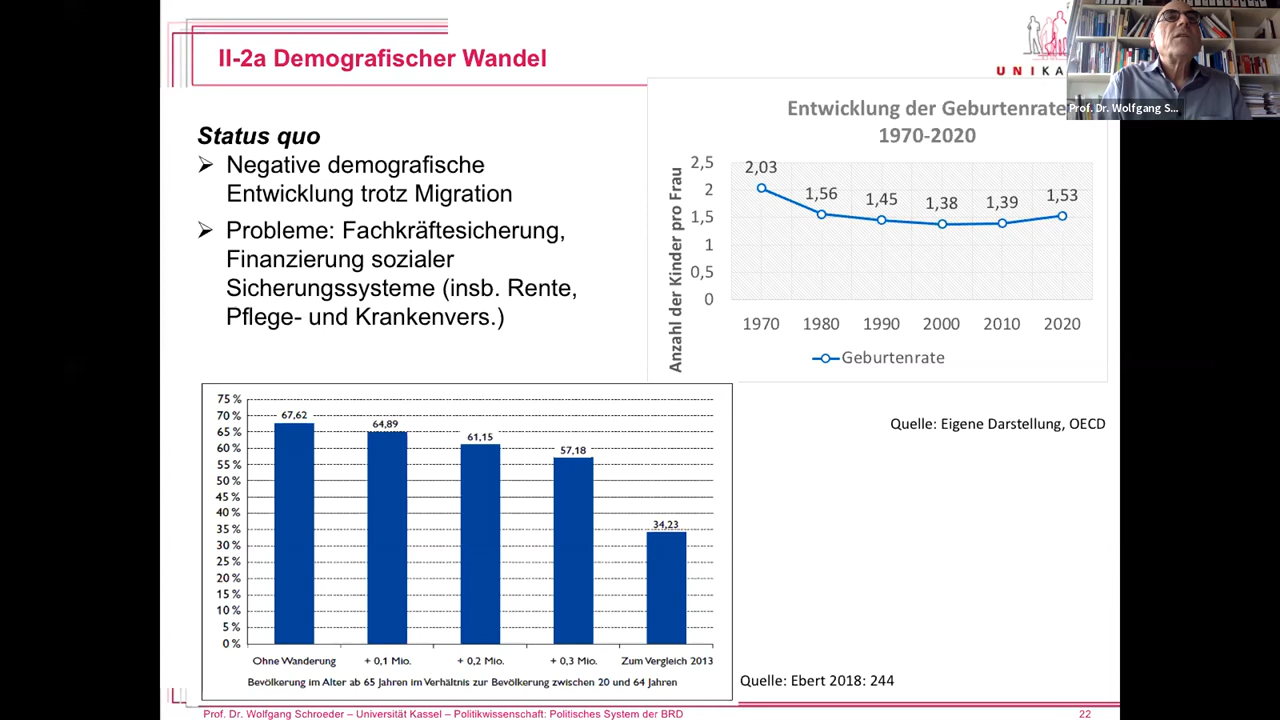 II-2a Demografischer Wandel
UNIKA
Prof. Dr. Wolfgang S...
Status quo
Negative demografische
Entwicklung trotz Migration
Probleme: Fachkräftesicherung,
Finanzierung sozialer
Sicherungssysteme (insb. Rente,
Pflege- und Krankenvers.)
Entwicklung der Geburtenrate
1970-2020
Anzahl der Kinder pro Frau
2,5
2
1,5
1
0,5
0
2,03
1,56
1,45
1,38
1,39
1,53
1970 1980 1990 2000 2010 2020
Geburtenrate
Quelle: Eigene Darstellung, OECD
75 %
70 %
65 %
60 %
55 %
50 %
45 %
40 %
35 %
30 %
25 %
20 %
15 %
10 %
5 %
0 %
67,62
64,89
61,15
57,18
34,23
Ohne Wanderung + 0,1 Mio. + 0,2 Mio. + 0,3 Mio. Zum Vergleich 2013
Bevölkerung im Alter ab 65 Jahren im Verhältnis zur Bevölkerung zwischen 20 und 64 Jahren
Quelle: Ebert 2018: 244
Prof. Dr. Wolfgang Schroeder – Universität Kassel – Politikwissenschaft: Politisches System der BRD
22